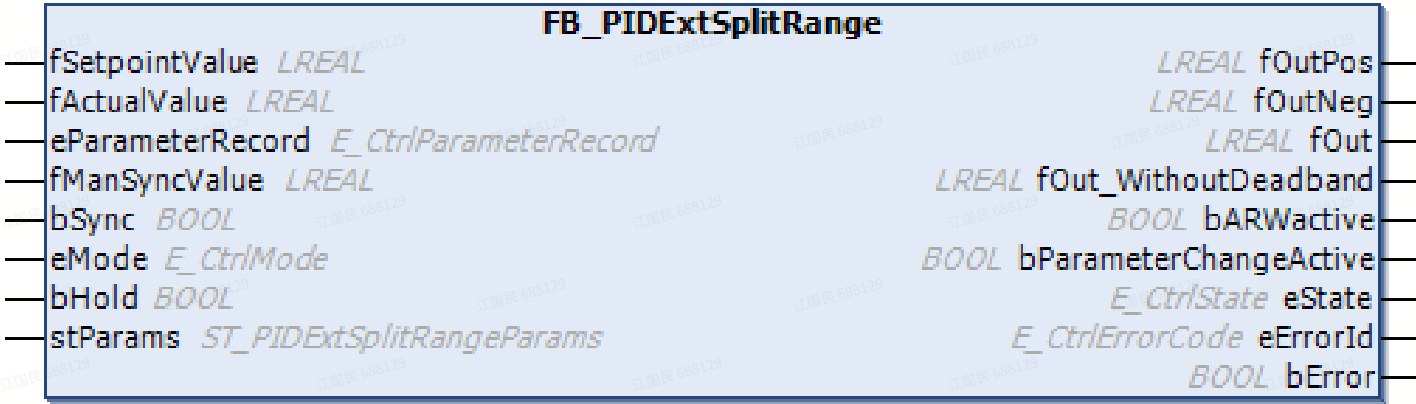 FB_PIDExtSplitRange
fSetpointValue LREAL LREAL fOutPos
fActualValue LREAL LREAL fOutNeg
eParameterRecord E_CtrlParameterRecord LREAL fOut
fManSyncValue LREAL LREAL fOut_WithoutDeadband
bSync BOOL BOOL bARWactive
eMode E_CtrlMode BOOL bParameterChangeActive
bHold BOOL E_CtrlState eState
stParams ST_PIDExtSplitRangeParams E_CtrlErrorCode eErrorId
BOOL bError